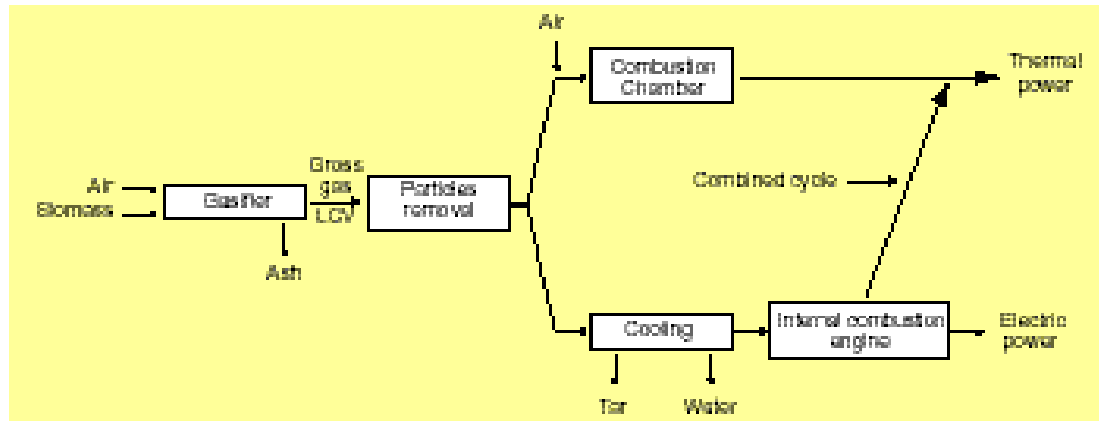 Air
Combustion
Chamber
Thermal
power
Gross
gas
LCV
Air
Biomass
Gasifier
Particles
removal
Combined cycle
Ash
Cooling
Internal combustion
engine
Electric
power
Tar
Water